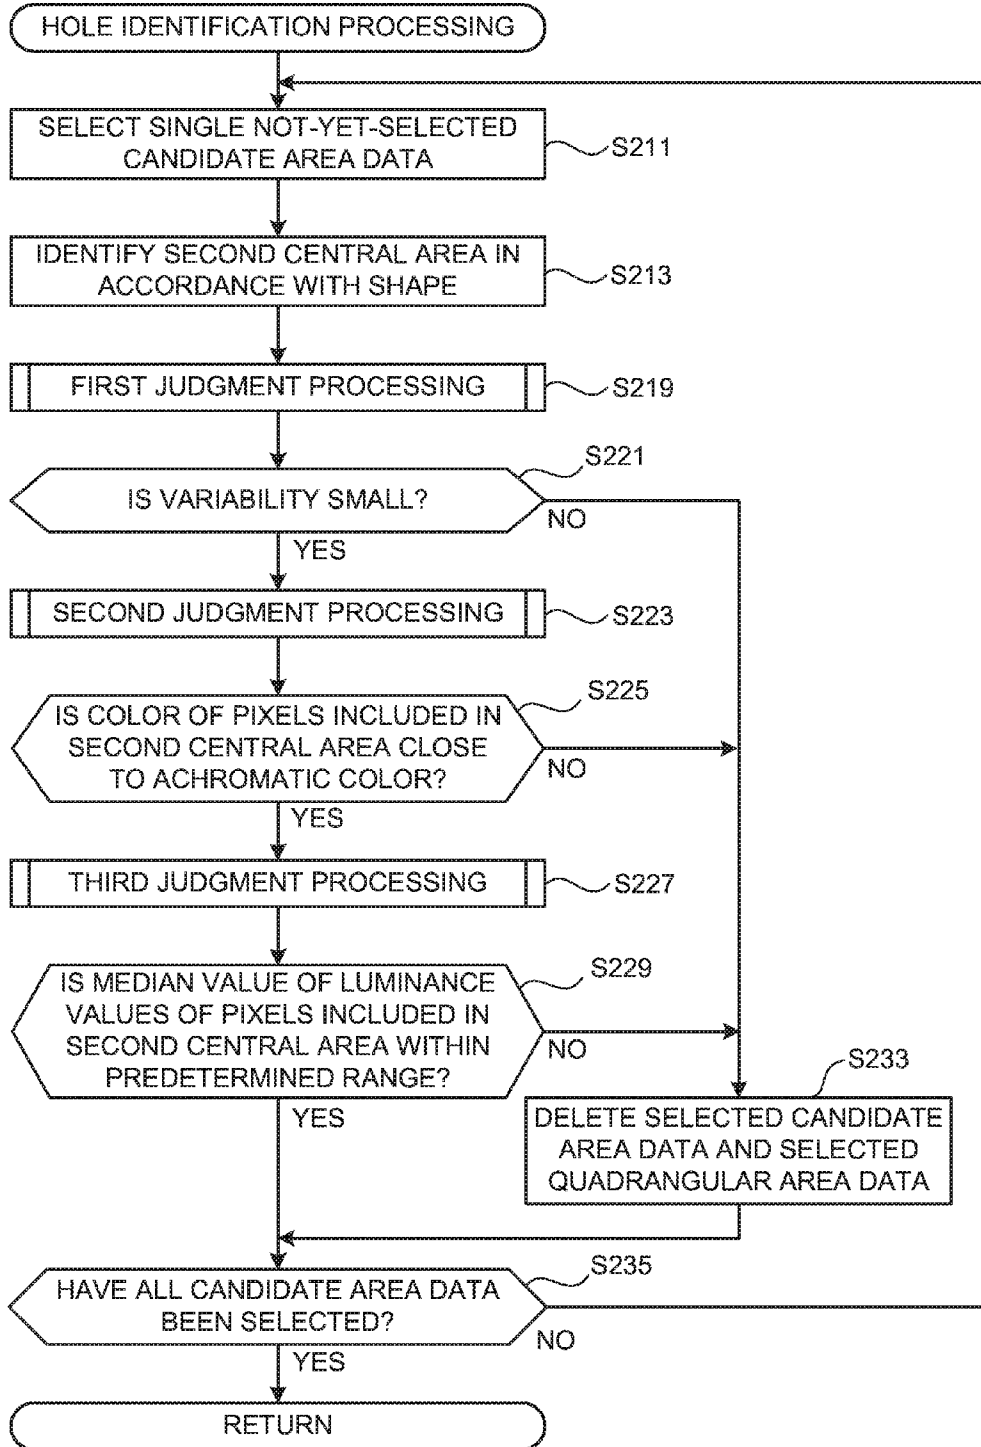 HOLE IDENTIFICATION PROCESSING
SELECT SINGLE NOT-YET-SELECTED
CANDIDATE AREA DATA
S211
IDENTIFY SECOND CENTRAL AREA IN
ACCORDANCE WITH SHAPE
S213
FIRST JUDGMENT PROCESSING
S219
S221
IS VARIABILITY SMALL?
NO
YES
SECOND JUDGMENT PROCESSING
S223
S225
IS COLOR OF PIXELS INCLUDED IN
SECOND CENTRAL AREA CLOSE
TO ACHROMATIC COLOR?
NO
YES
THIRD JUDGMENT PROCESSING
S227
S229
IS MEDIAN VALUE OF LUMINANCE
VALUES OF PIXELS INCLUDED IN
SECOND CENTRAL AREA WITHIN
PREDETERMINED RANGE?
NO
YES
S233
DELETE SELECTED CANDIDATE
AREA DATA AND SELECTED
QUADRANGULAR AREA DATA
S235
HAVE ALL CANDIDATE AREA DATA
BEEN SELECTED?
NO
YES
RETURN